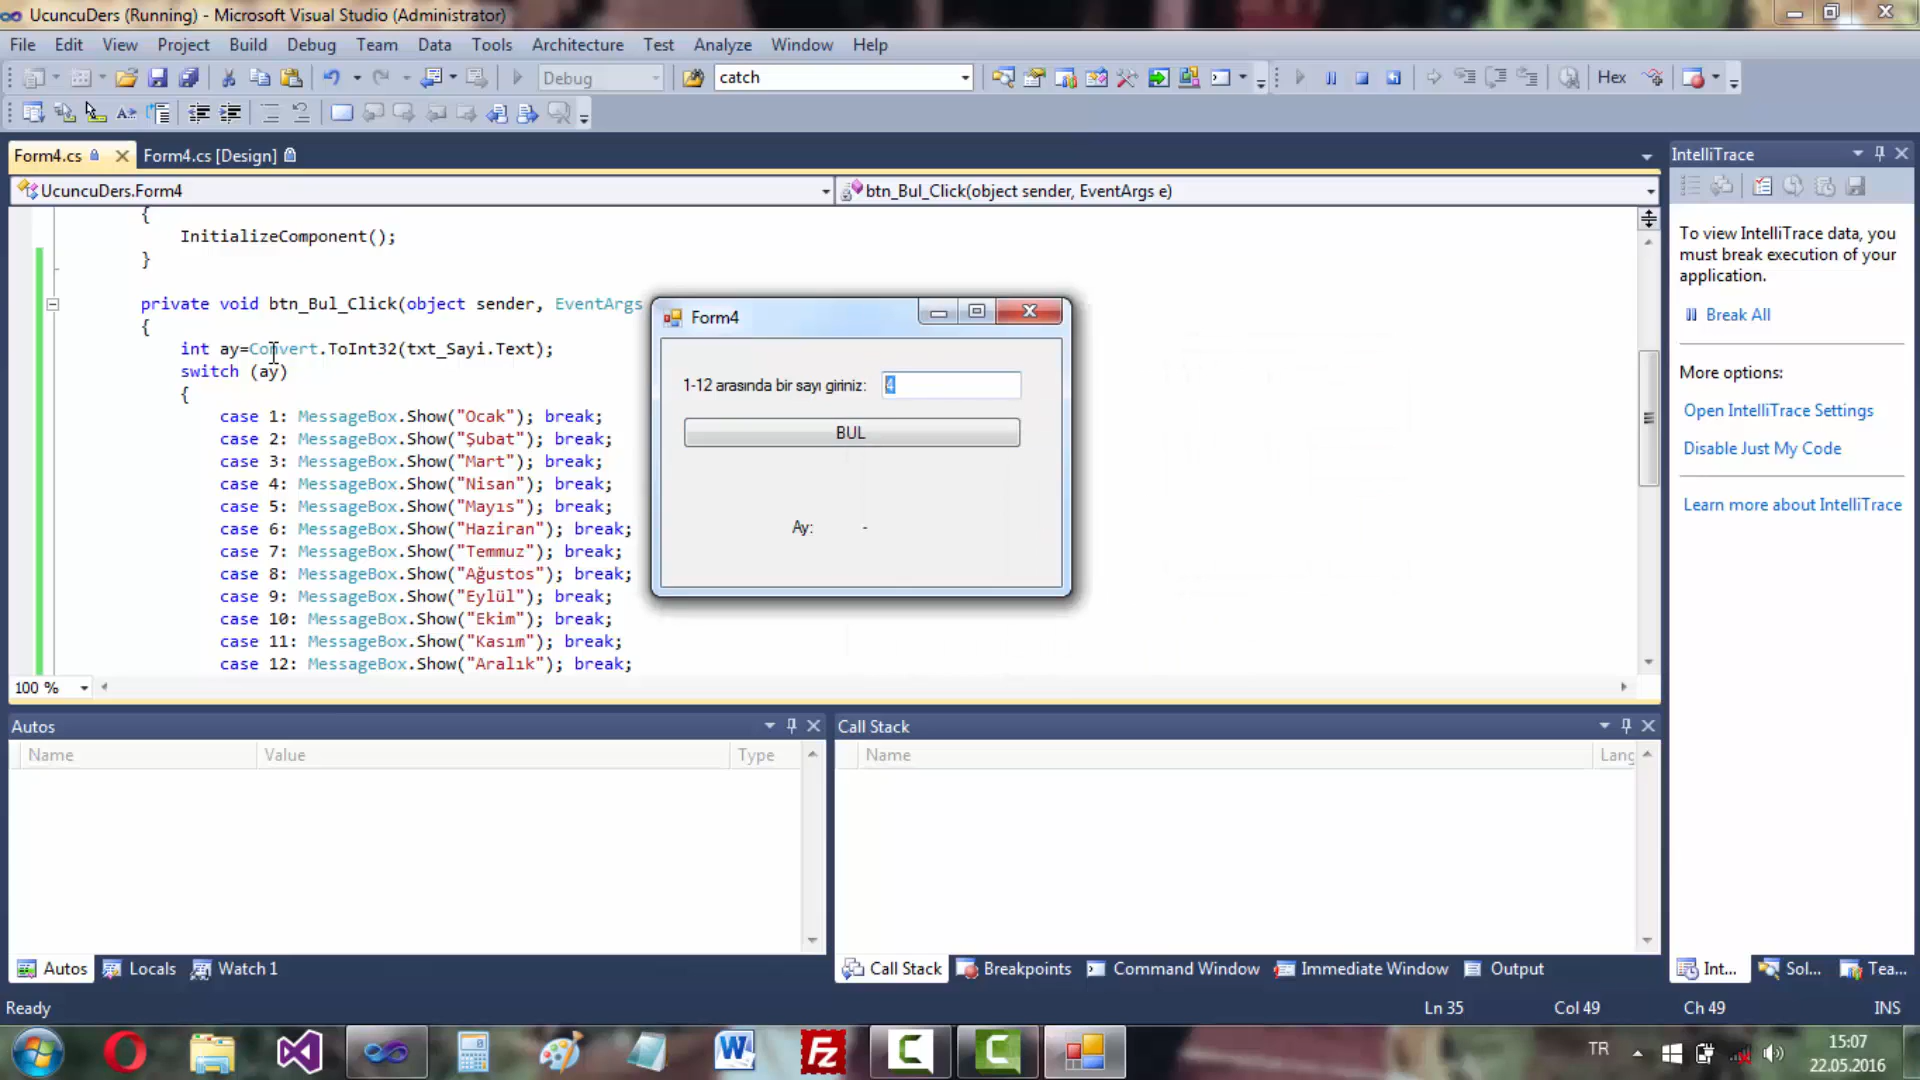 UcuncuDers (Running) - Microsoft Visual Studio (Administrator)
File Edit View Project Build Debug Team Data Tools Architecture Test Analyze Window Help
Debug catch Hex
Form4.cs Form4.cs [Design]
UcuncuDers.Form4 btn_Bul_Click(object sender, EventArgs e)
{
InitializeComponent();
}
private void btn_Bul_Click(object sender, EventArgs
{
int ay=Convert.ToInt32(txt_Sayi.Text);
switch (ay)
{
case 1: MessageBox.Show("Ocak"); break;
case 2: MessageBox.Show("Şubat"); break;
case 3: MessageBox.Show("Mart"); break;
case 4: MessageBox.Show("Nisan"); break;
case 5: MessageBox.Show("Mayıs"); break;
case 6: MessageBox.Show("Haziran"); break;
case 7: MessageBox.Show("Temmuz"); break;
case 8: MessageBox.Show("Ağustos"); break;
case 9: MessageBox.Show("Eylül"); break;
case 10: MessageBox.Show("Ekim"); break;
case 11: MessageBox.Show("Kasım"); break;
case 12: MessageBox.Show("Aralık"); break;
100 %
Form4
1-12 arasında bir sayı giriniz: 4
BUL
Ay: -
IntelliTrace
To view IntelliTrace data, you
must break execution of your
application.
Break All
More options:
Open IntelliTrace Settings
Disable Just My Code
Learn more about IntelliTrace
Autos
Name Value Type
Call Stack
Name Lang
Autos Locals Watch 1
Call Stack Breakpoints Command Window Immediate Window Output
Int... Sol... Tea...
Ready Ln 35 Col 49 Ch 49 INS
TR
15:07
22.05.2016